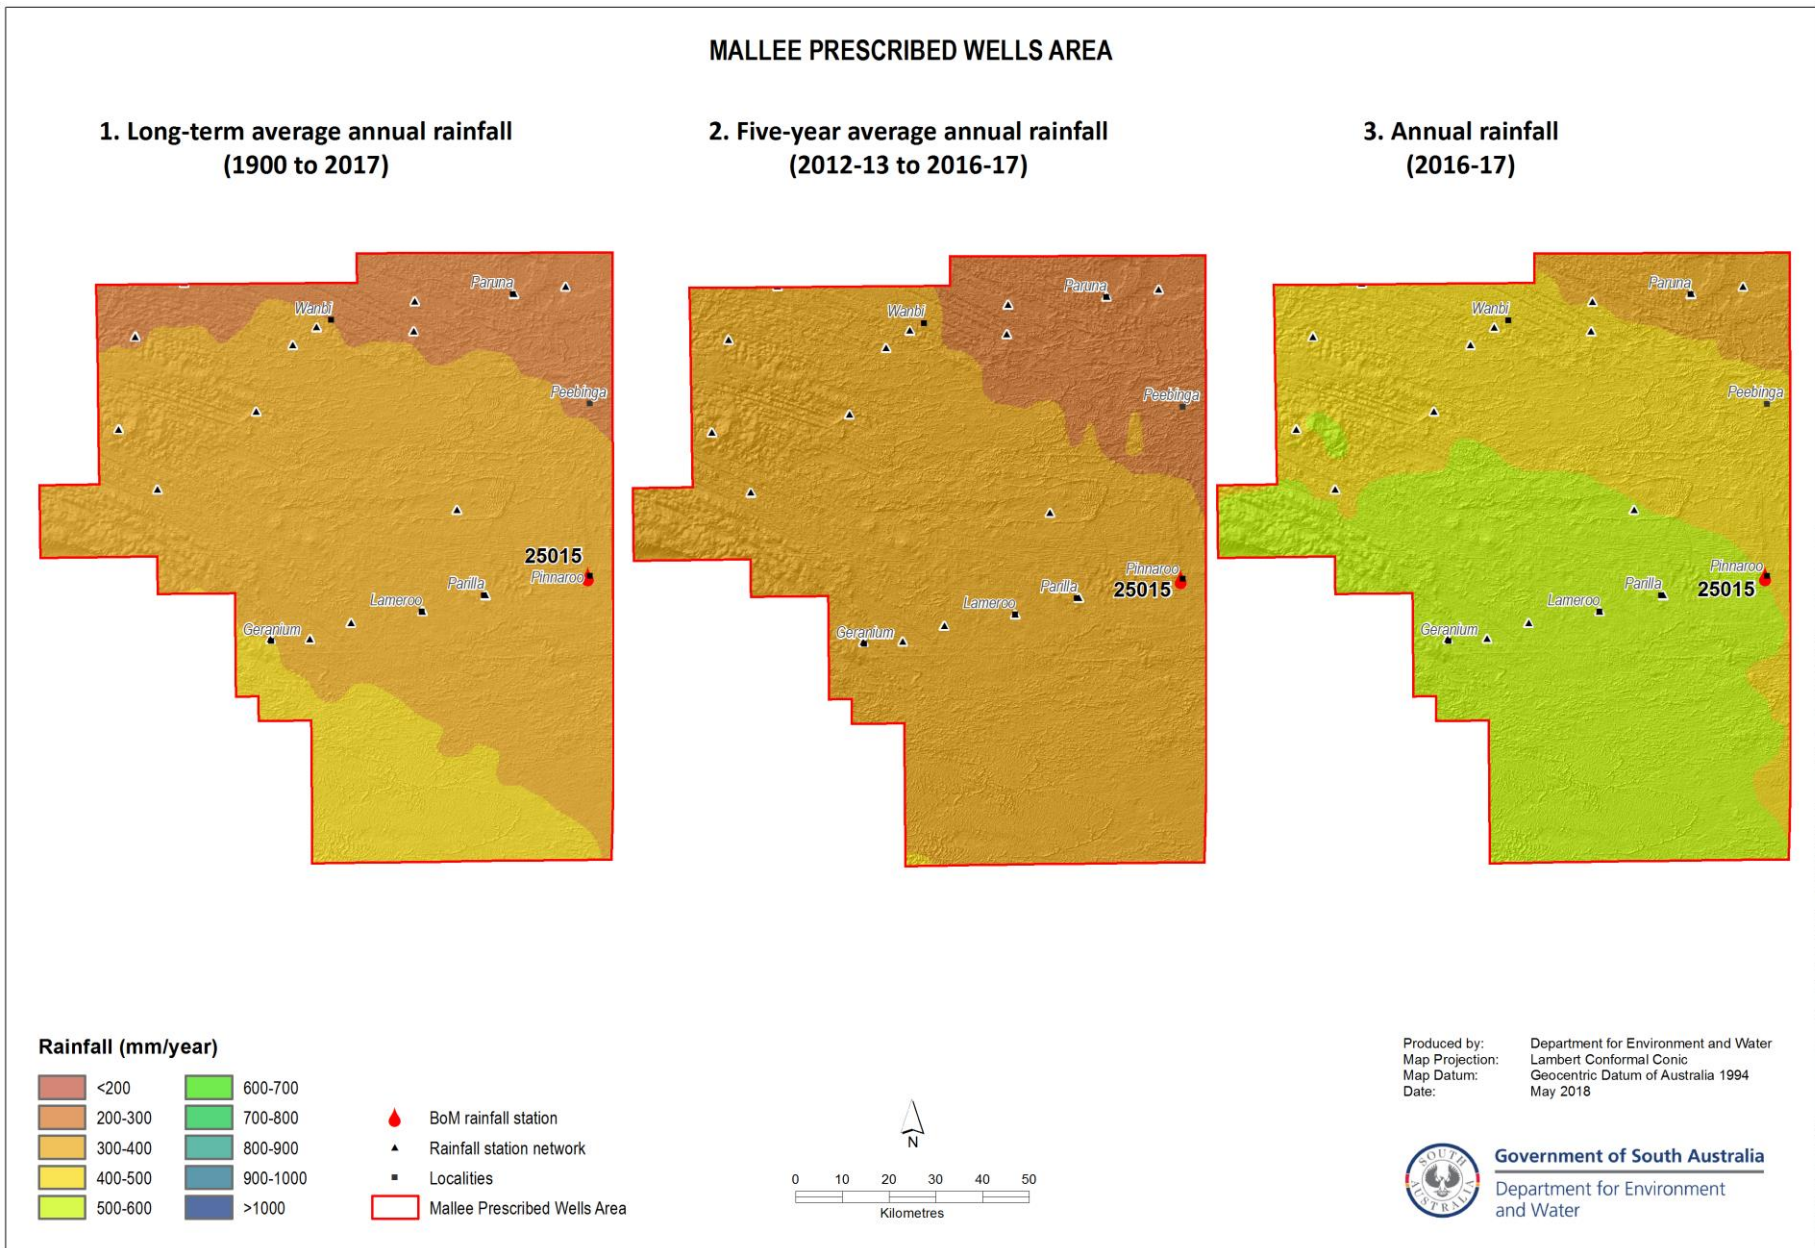 MALLEE PRESCRIBED WELLS AREA
1. Long-term average annual rainfall
(1900 to 2017)
2. Five-year average annual rainfall
(2012-13 to 2016-17)
3. Annual rainfall
(2016-17)
Paruna
Wanbi
Peebinga
25015
Pinnaroo
Parilla
Lameroo
Geranium
Paruna
Wanbi
Peebinga
Pinnaroo
25015
Parilla
Lameroo
Geranium
Paruna
Wanbi
Peebinga
Pinnaroo
25015
Parilla
Lameroo
Geranium
Rainfall (mm/year)
<200
200-300
300-400
400-500
500-600
600-700
700-800
800-900
900-1000
>1000
BoM rainfall station
Rainfall station network
Localities
Mallee Prescribed Wells Area
N
0 10 20 30 40 50
Kilometres
Produced by: Department for Environment and Water
Map Projection: Lambert Conformal Conic
Map Datum: Geocentric Datum of Australia 1994
Date: May 2018
SOUTH AUSTRALIA
Government of South Australia
Department for Environment
and Water